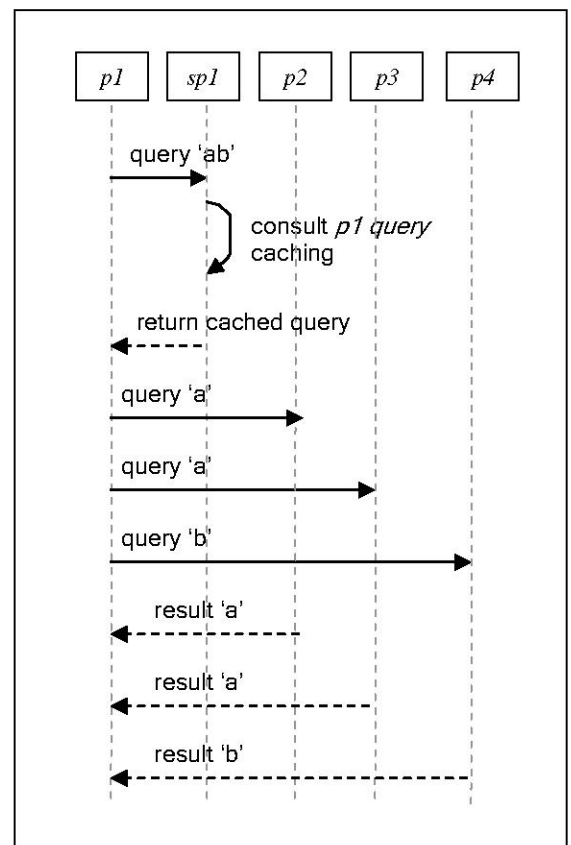 p1 sp1 p2 p3 p4
query ‘ab’
consult p1 query
caching
return cached query
query ‘a’
query ‘a’
query ‘b’
result ‘a’
result ‘a’
result ‘b’